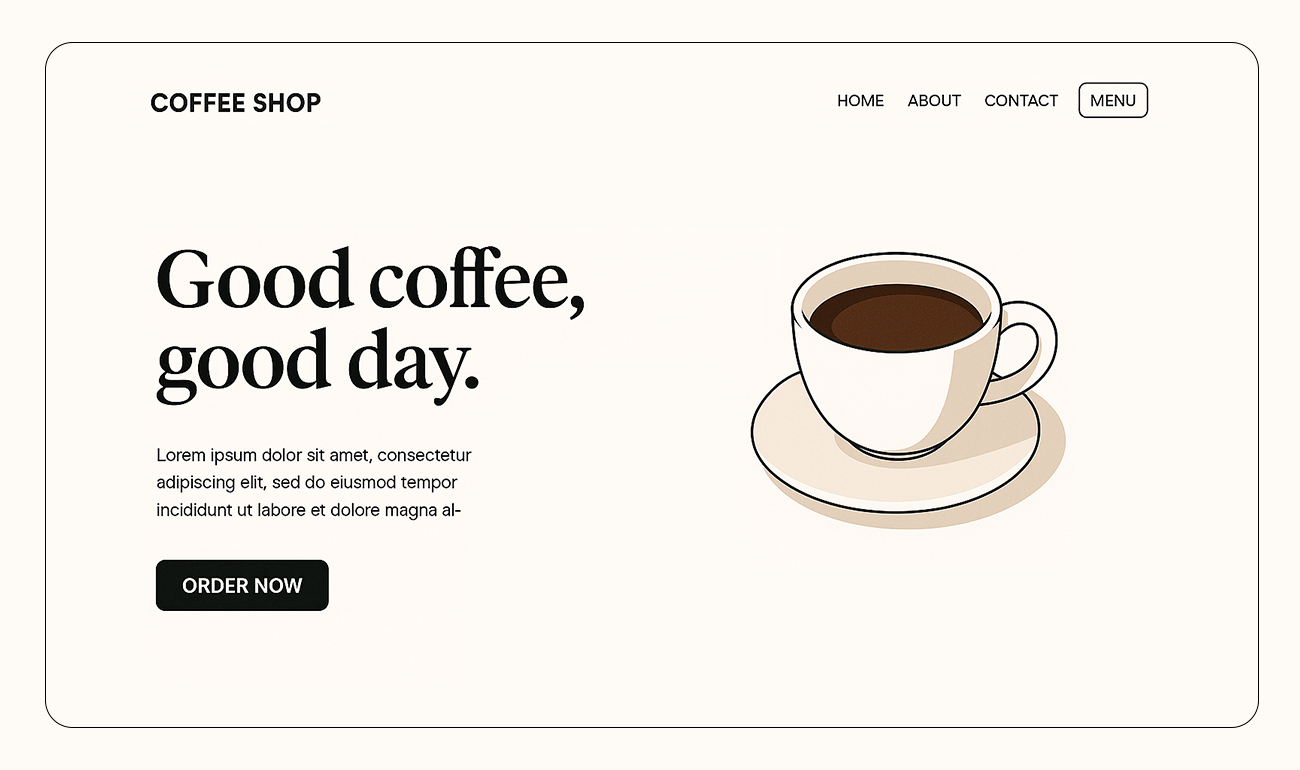 COFFEE SHOP
HOME ABOUT CONTACT MENU
Good coffee,
good day.
Lorem ipsum dolor sit amet, consectetur
adipiscing elit, sed do eiusmod tempor
incididunt ut labore et dolore magna al-
ORDER NOW